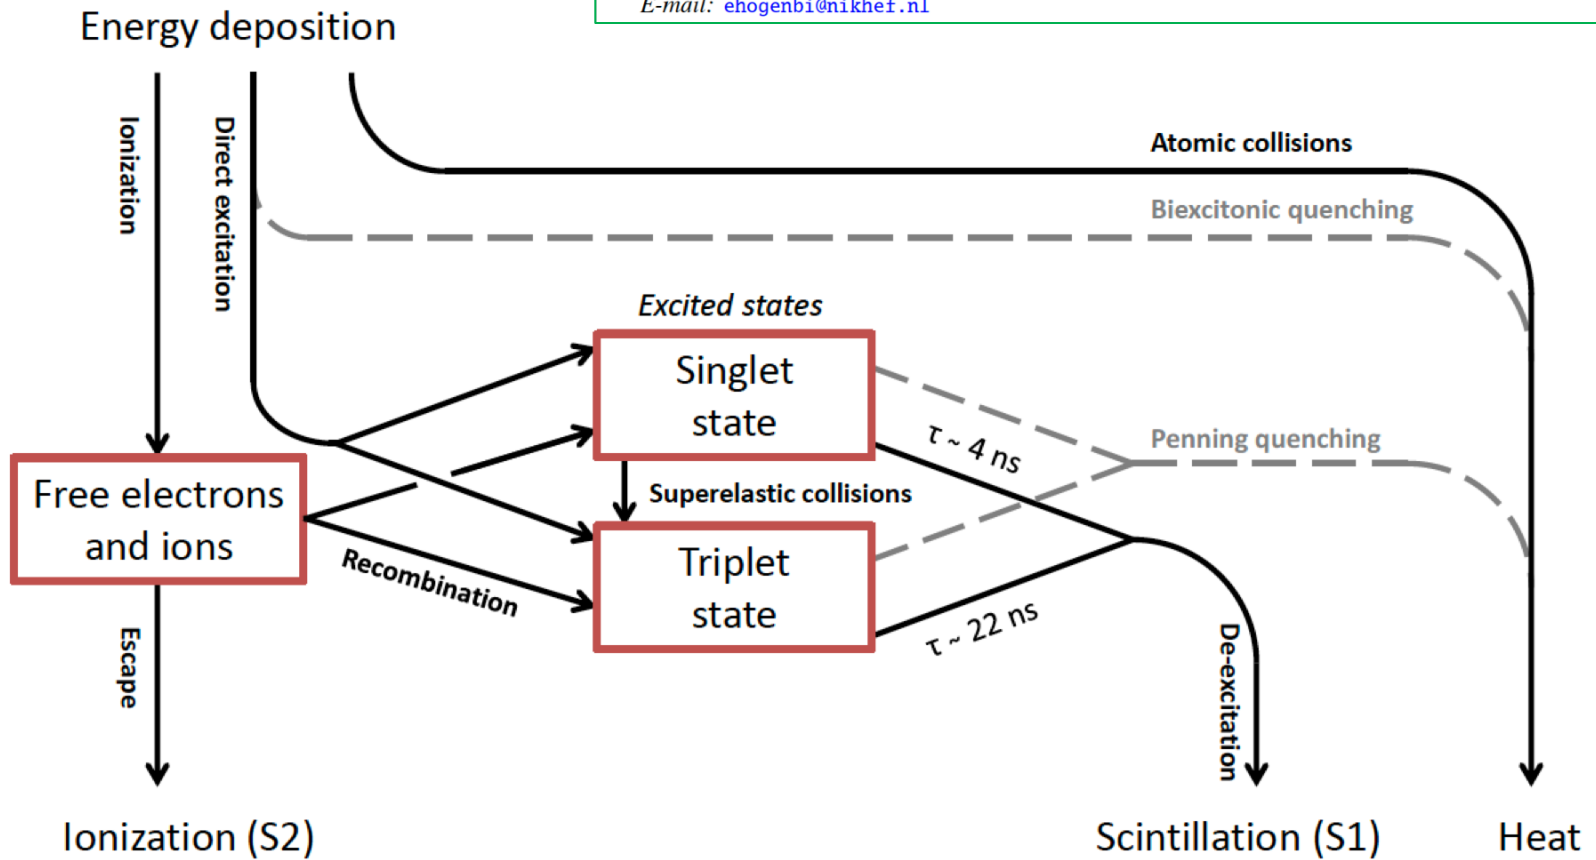 E-mail: ehogenbi@nikhef.nl
Energy deposition
Ionization
Direct excitation
Atomic collisions
Biexcitonic quenching
Excited states
Singlet
state
τ ~ 4 ns
Penning quenching
Free electrons
and ions
Superelastic collisions
Recombination
Triplet
state
τ ~ 22 ns
Escape
De-excitation
Ionization (S2)
Scintillation (S1)
Heat